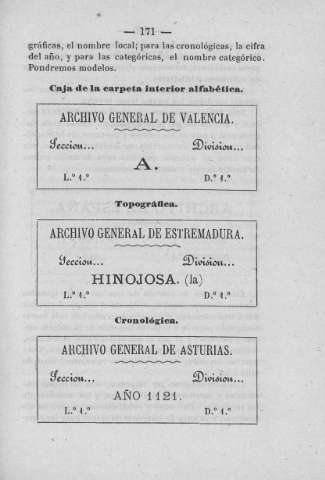 — 171 —
gráficas, el nombre local; para las cronológicas, la cifra
del año, y para las categóricas, el nombre categórico.
Pondremos modelos.
Caja de la carpeta interior alfabética.
ARCHIVO GENERAL DE VALENCIA.
Seccion... Division...
A.
L.º 1.º D.º 1.º
Topográfica.
ARCHIVO GENERAL DE ESTREMADURA.
Seccion... Division...
HINOJOSA. (la)
L.º 1.º D.º 1.º
Cronológica.
ARCHIVO GENERAL DE ASTURIAS.
Seccion... Division...
AÑO 1121.
L.º 1.º D.º 1.º